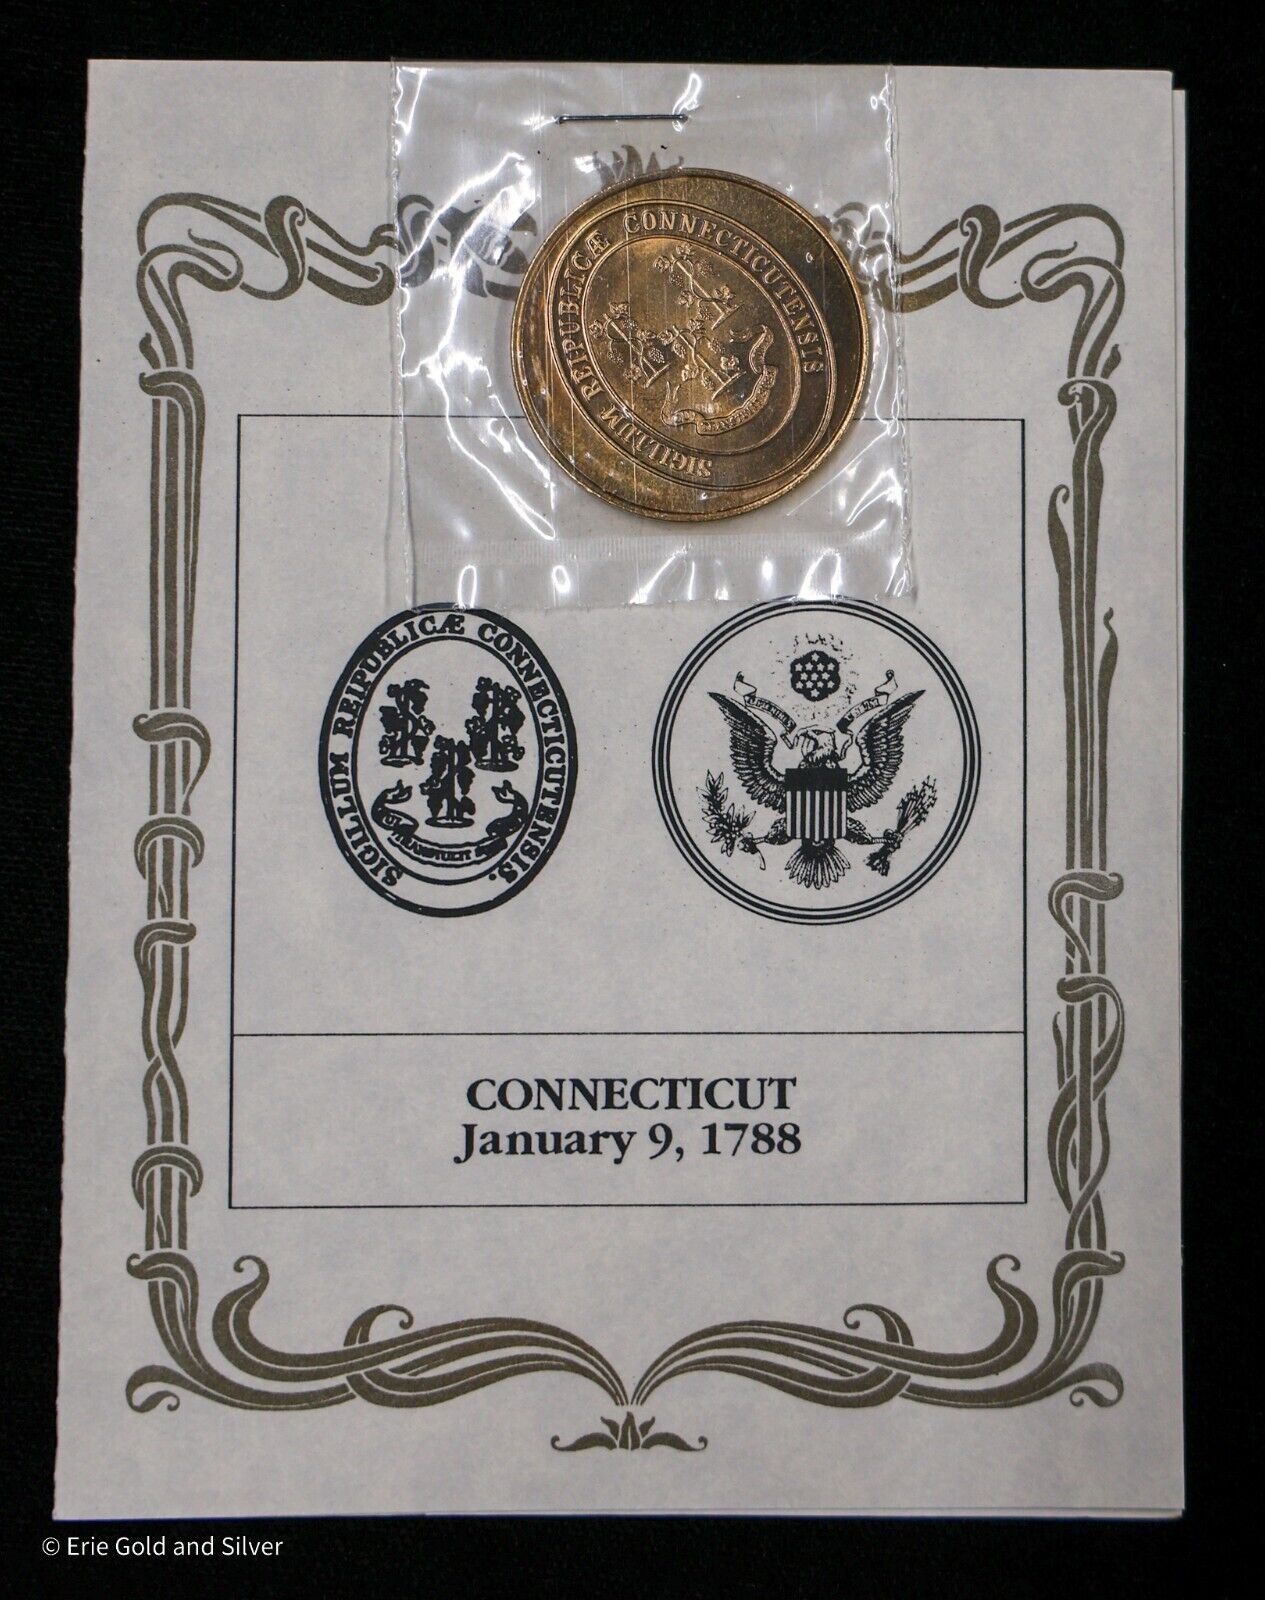 SIGILLUM REIPUBLICÆ CONNECTICUTENSIS
SIGILLUM REIPUBLICÆ CONNECTICUTENSIS.
CONNECTICUT
January 9, 1788
© Erie Gold and Silver